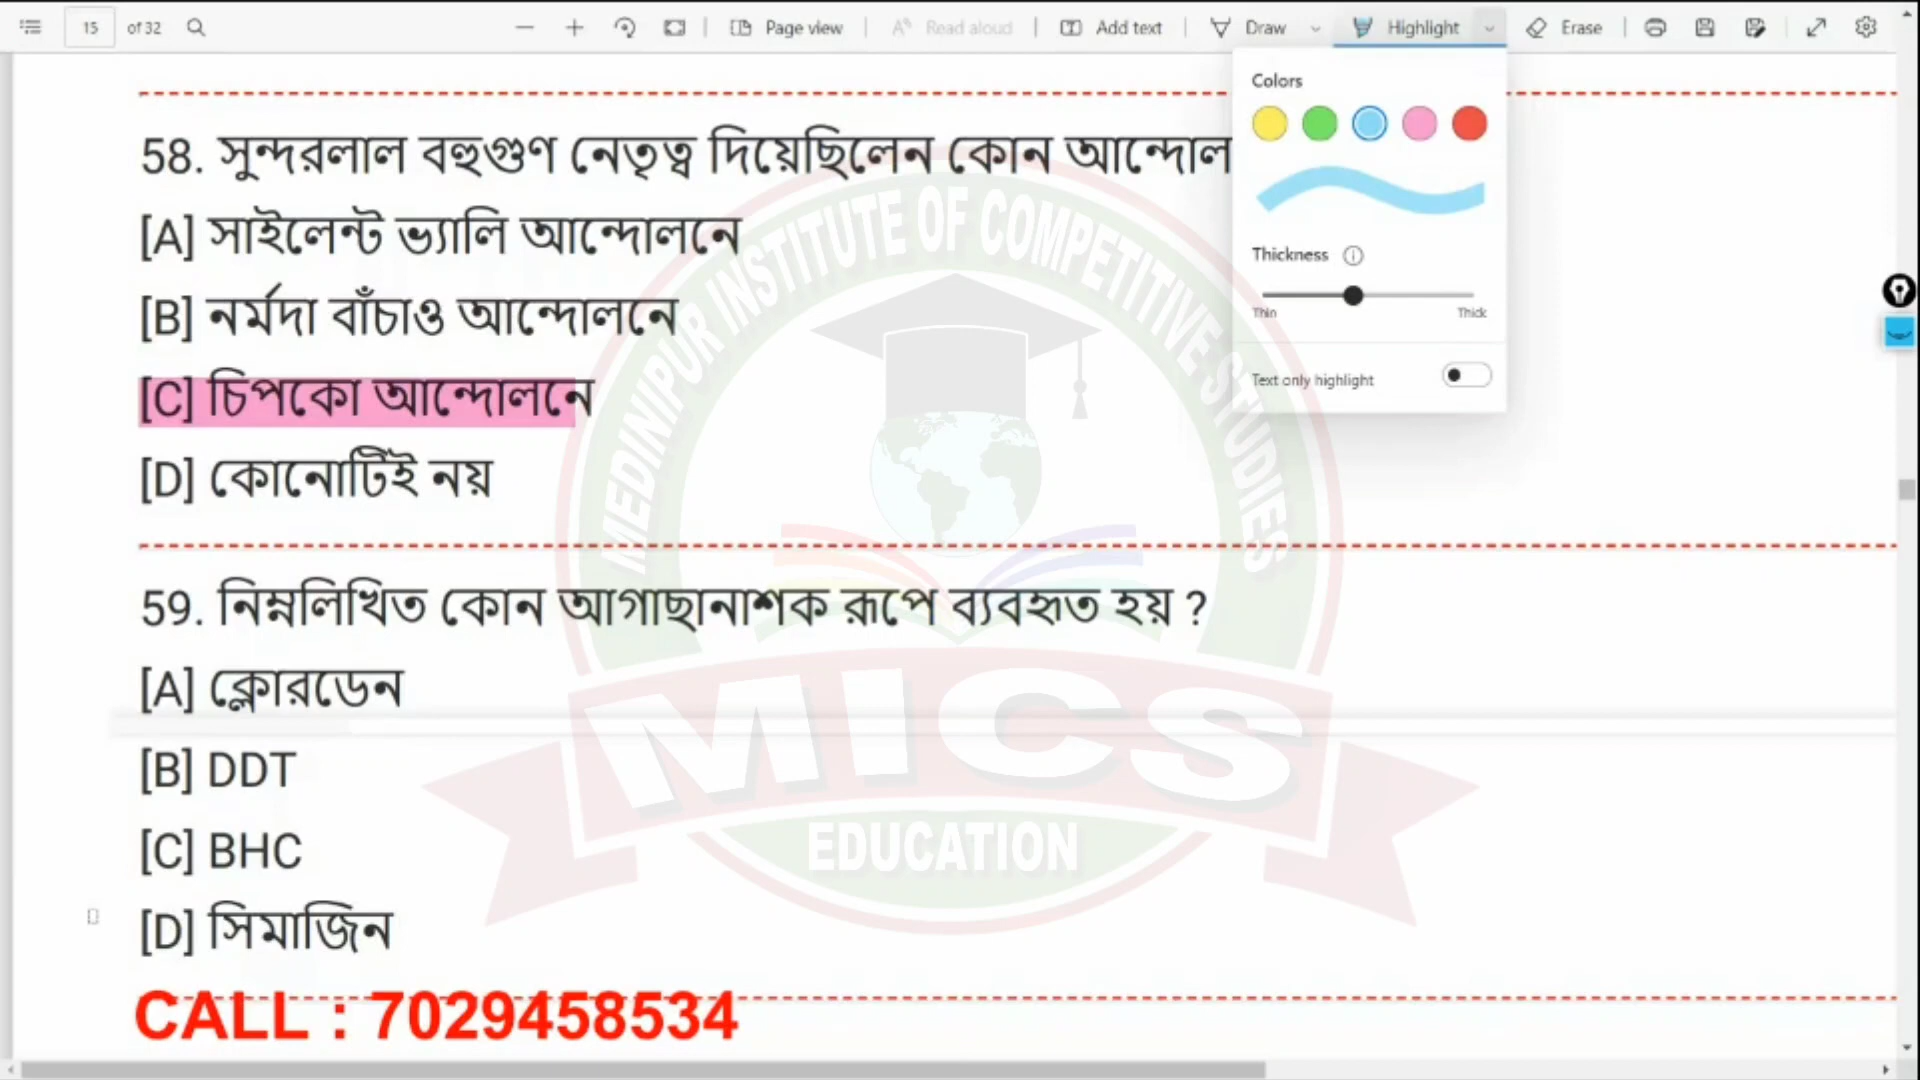 15 of 32 Page view Read aloud Add text Draw Highlight Erase
Colors
Thickness
Thin Thick
Text only highlight
58. সুন্দরলাল বহুগুণ নেতৃত্ব দিয়েছিলেন কোন আন্দোল
[A] সাইলেন্ট ভ্যালি আন্দোলনে
[B] নর্মদা বাঁচাও আন্দোলনে
[C] চিপকো আন্দোলনে
[D] কোনোটিই নয়
59. নিম্নলিখিত কোন আগাছানাশক রূপে ব্যবহৃত হয় ?
[A] ক্লোরডেন
[B] DDT
[C] BHC
[D] সিমাজিন
CALL : 7029458534
MEDINIPUR INSTITUTE OF COMPETITIVE STUDIES
MICS
EDUCATION